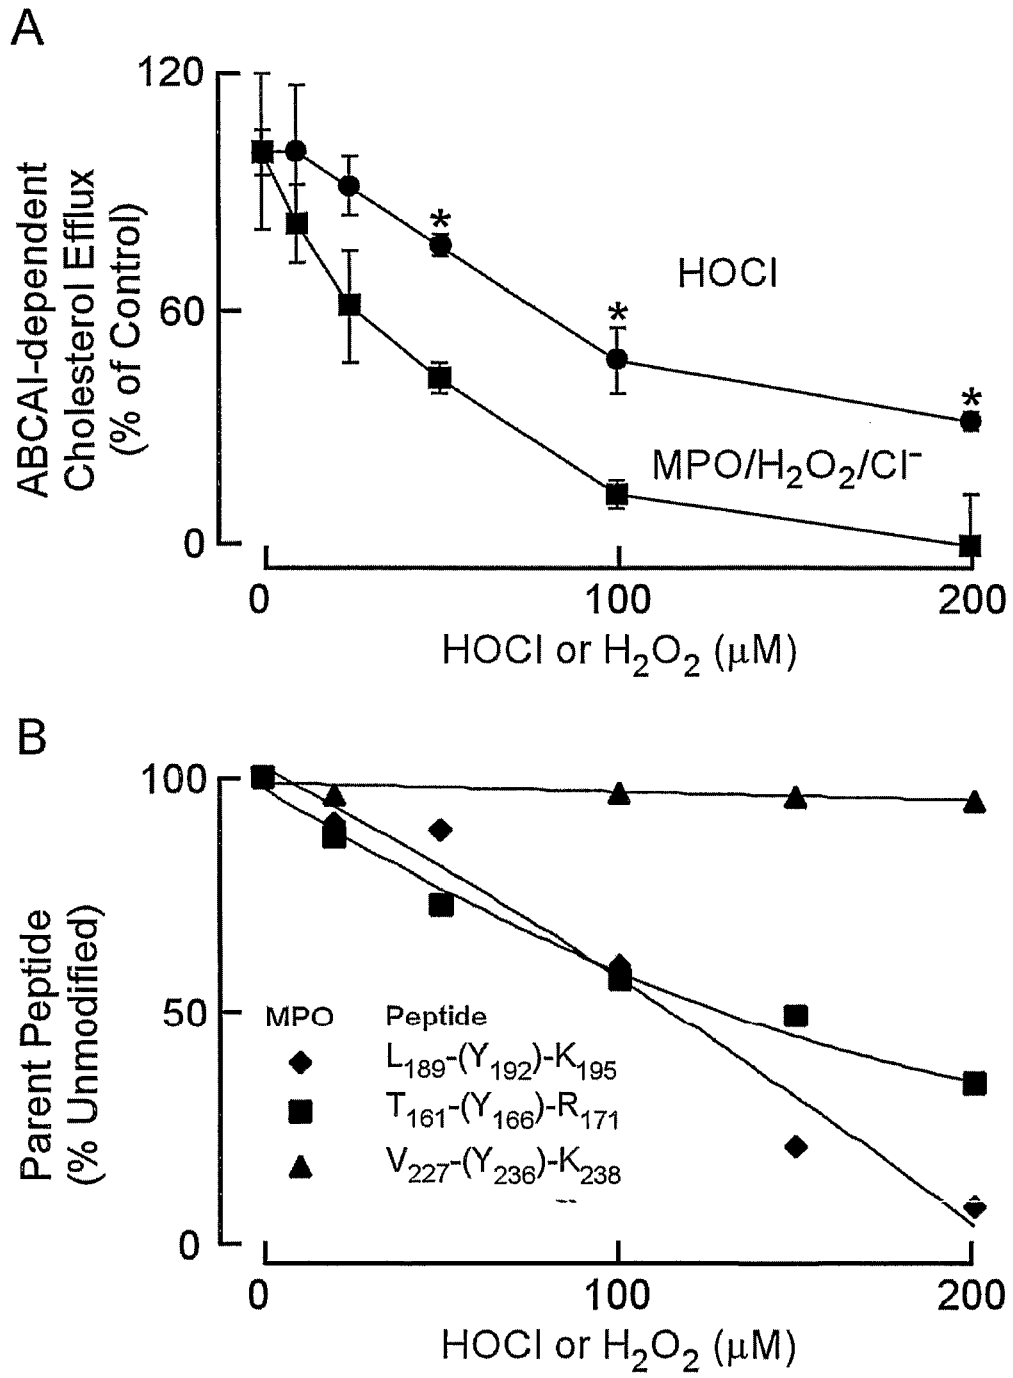 A
120
60
0
ABCAI-dependent
Cholesterol Efflux
(% of Control)
*
*
*
HOCl
MPO/H₂O₂/Cl⁻
0 100 200
HOCl or H₂O₂ (μM)
B
100
50
0
Parent Peptide
(% Unmodified)
MPO Peptide
L₁₈₉-(Y₁₉₂)-K₁₉₅
T₁₆₁-(Y₁₆₆)-R₁₇₁
V₂₂₇-(Y₂₃₆)-K₂₃₈
0 100 200
HOCl or H₂O₂ (μM)